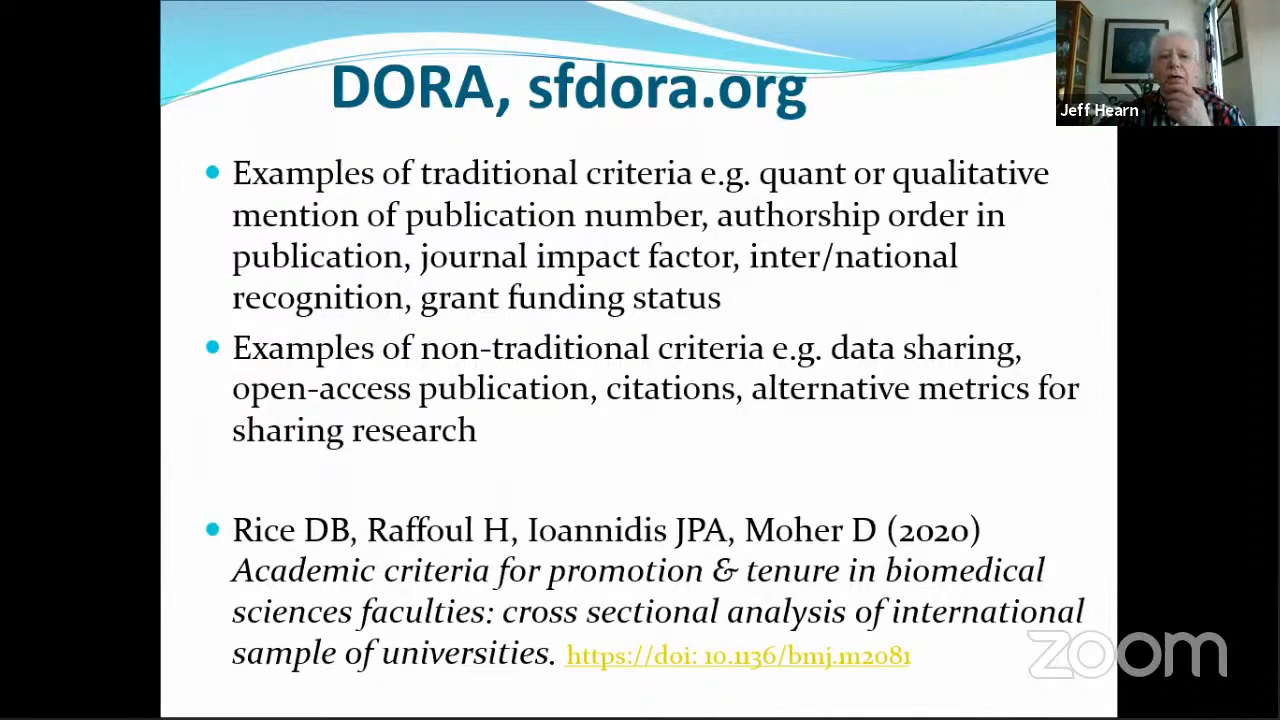 DORA, sfdora.org
Jeff Hearn
Examples of traditional criteria e.g. quant or qualitative
mention of publication number, authorship order in
publication, journal impact factor, inter/national
recognition, grant funding status
Examples of non-traditional criteria e.g. data sharing,
open-access publication, citations, alternative metrics for
sharing research
Rice DB, Raffoul H, Ioannidis JPA, Moher D (2020)
Academic criteria for promotion & tenure in biomedical
sciences faculties: cross sectional analysis of international
sample of universities. https://doi: 10.1136/bmj.m2081
zoom